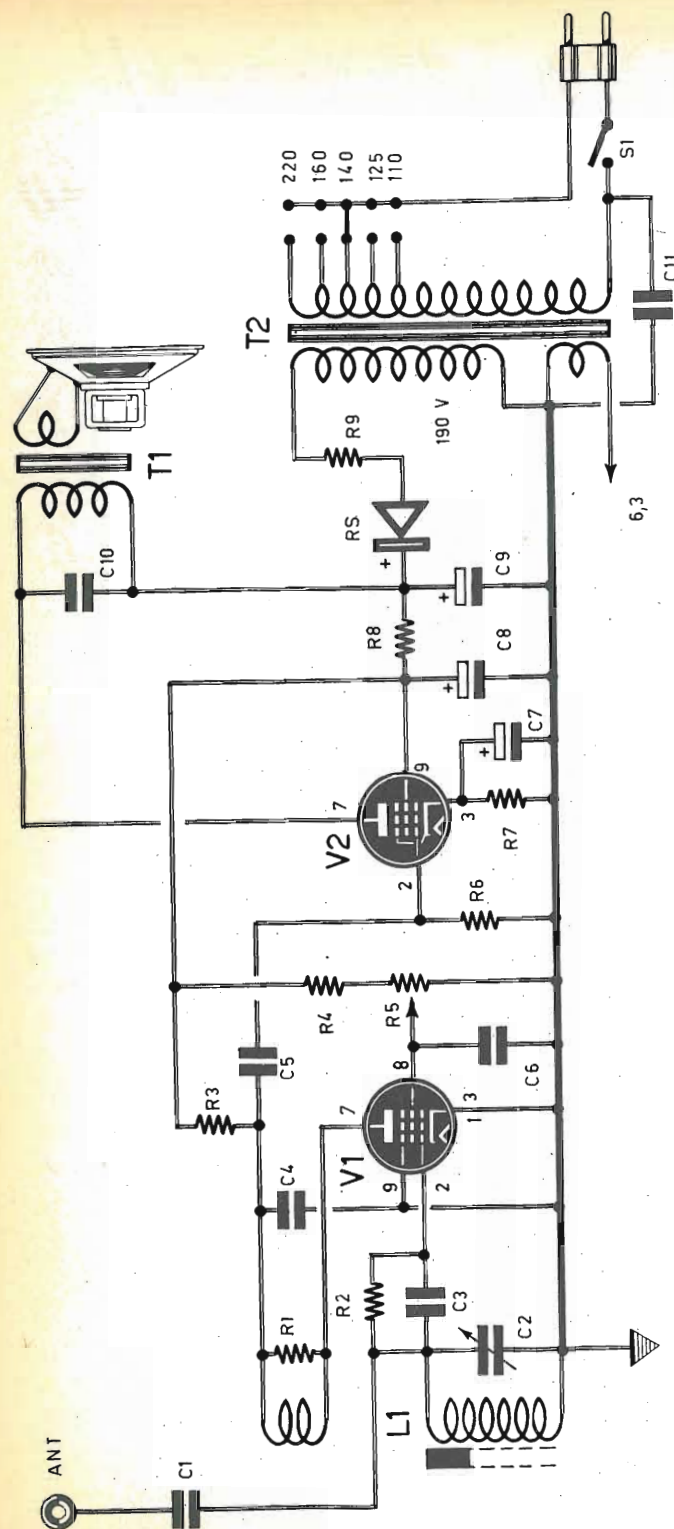 ANT
C1
L1
R1
R2
C3
C2
C4
R3
C5
V1
7
9
2
8
1
3
R4
R5
C6
V2
7
2
9
3
R6
R7
C7
R8
C8
C9
+
+
+
+
RS
R9
C10
T1
T2
190 V
6,3
220
160
140
125
110
S1
C11